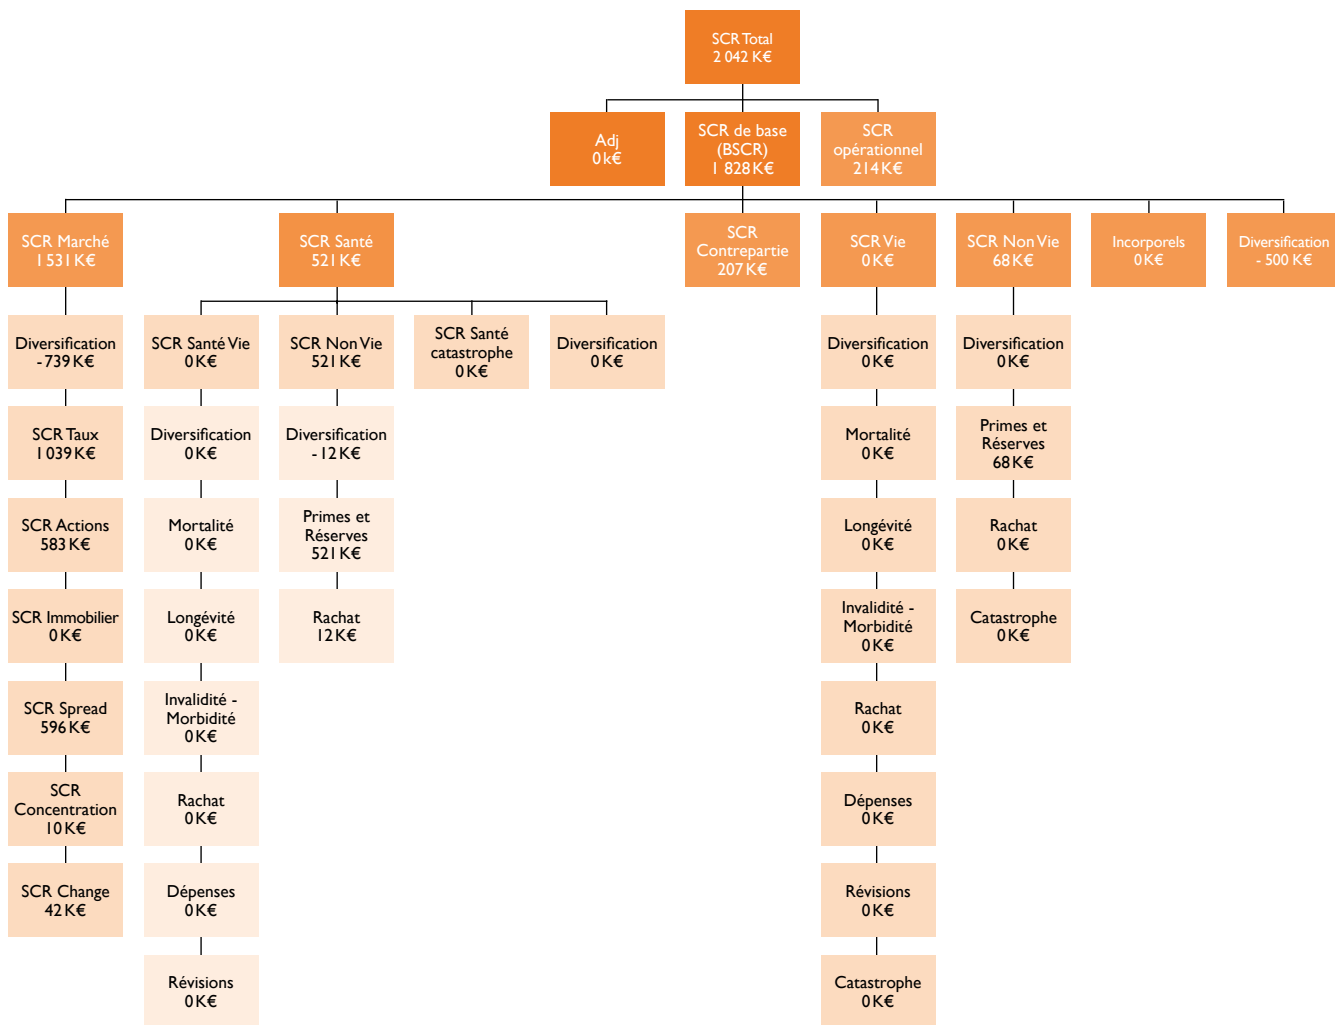 SCR Total
2 042 K€
Adj
0 k€
SCR de base
(BSCR)
1 828 K€
SCR
opérationnel
214 K€
SCR Marché
1 531 K€
SCR Santé
521 K€
SCR
Contrepartie
207 K€
SCR Vie
0 K€
SCR Non Vie
68 K€
Incorporels
0 K€
Diversification
- 500 K€
Diversification
- 739 K€
SCR Taux
1 039 K€
SCR Actions
583 K€
SCR Immobilier
0 K€
SCR Spread
596 K€
SCR
Concentration
10 K€
SCR Change
42 K€
SCR Santé Vie
0 K€
Diversification
0 K€
Mortalité
0 K€
Longévité
0 K€
Invalidité -
Morbidité
0 K€
Rachat
0 K€
Dépenses
0 K€
Révisions
0 K€
SCR Non Vie
521 K€
Diversification
- 12 K€
Primes et
Réserves
521 K€
Rachat
12 K€
SCR Santé
catastrophe
0 K€
Diversification
0 K€
Diversification
0 K€
Mortalité
0 K€
Longévité
0 K€
Invalidité -
Morbidité
0 K€
Rachat
0 K€
Dépenses
0 K€
Révisions
0 K€
Catastrophe
0 K€
Diversification
0 K€
Primes et
Réserves
68 K€
Rachat
0 K€
Catastrophe
0 K€